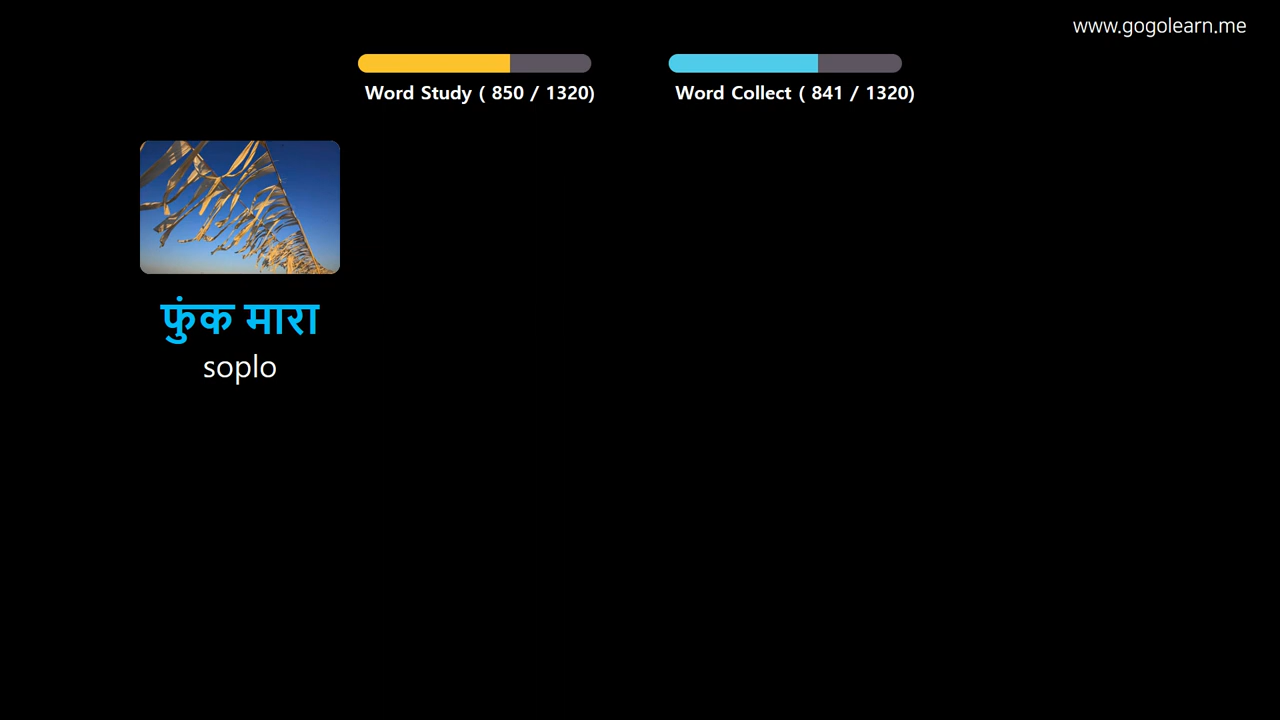 www.gogolearn.me
Word Study ( 850 / 1320)
Word Collect ( 841 / 1320)
फुंक मारा
soplo